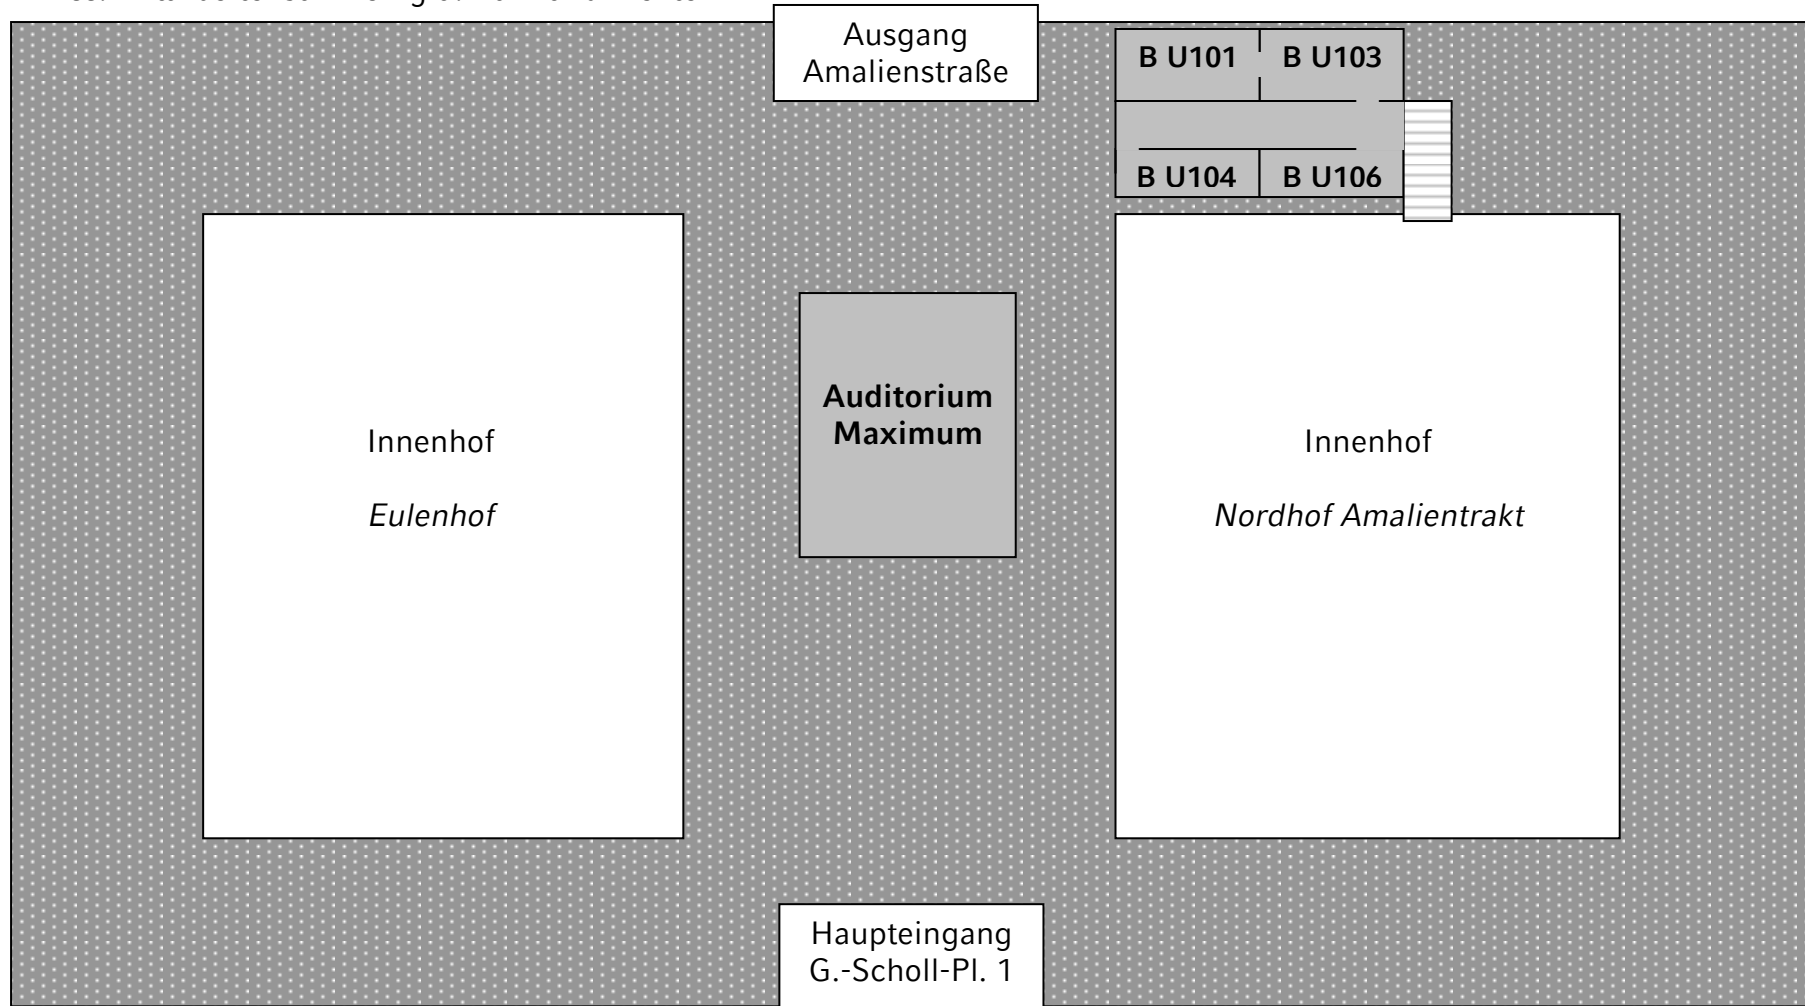 Ausgang
Amalienstraße
B U101 B U103
B U104 B U106
Auditorium
Maximum
Innenhof
Eulenhof
Innenhof
Nordhof Amalientrakt
Haupteingang
G.-Scholl-Pl. 1